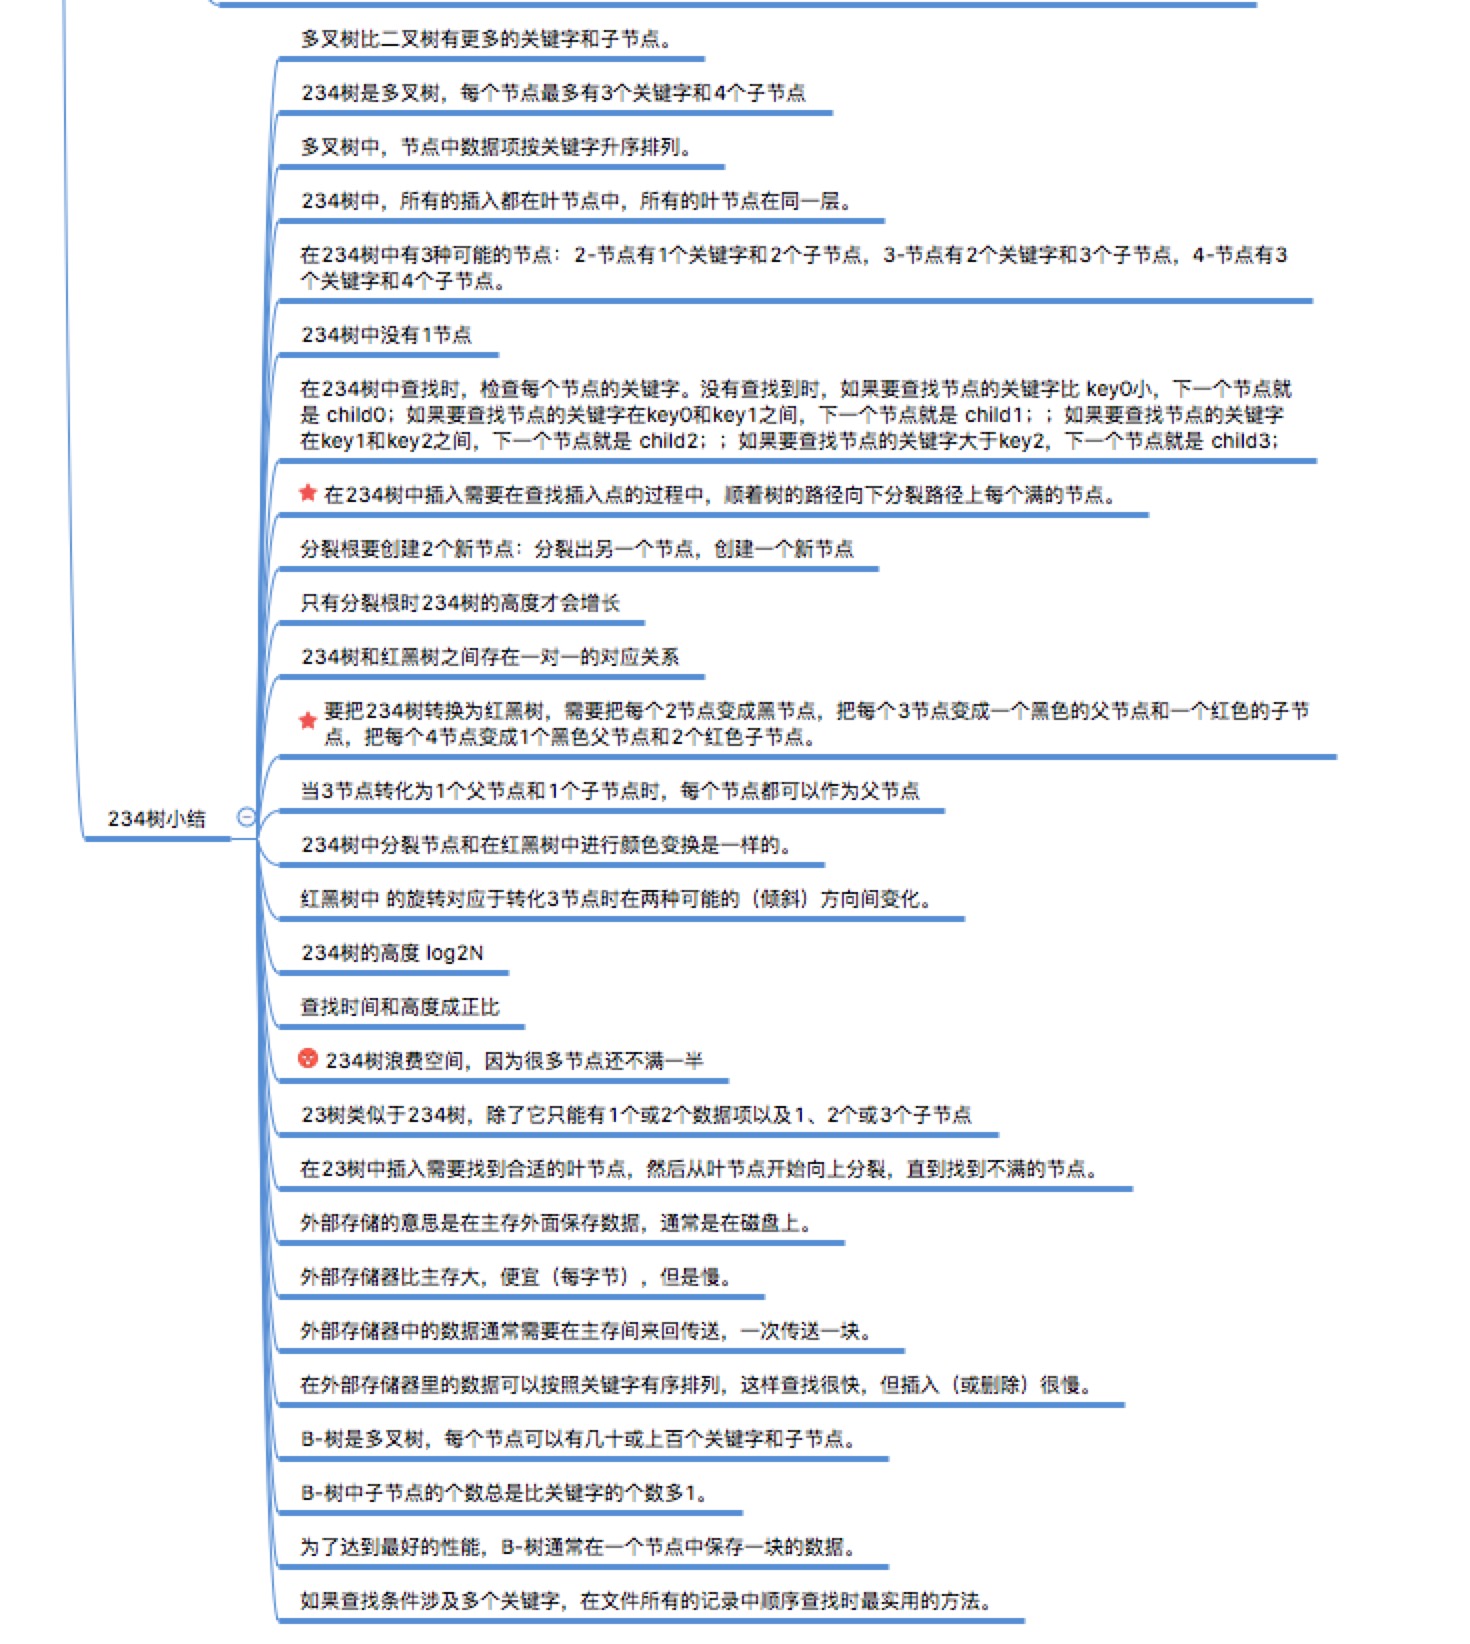 多叉树比二叉树有更多的关键字和子节点。
234树是多叉树，每个节点最多有3个关键字和4个子节点
多叉树中，节点中数据项按关键字升序排列。
234树中，所有的插入都在叶节点中，所有的叶节点在同一层。
在234树中有3种可能的节点：2-节点有1个关键字和2个子节点，3-节点有2个关键字和3个子节点，4-节点有3
个关键字和4个子节点。
234树中没有1节点
在234树中查找时，检查每个节点的关键字。没有查找到时，如果要查找节点的关键字比 key0小，下一个节点就
是 child0；如果要查找节点的关键字在key0和key1之间，下一个节点就是 child1；；如果要查找节点的关键字
在key1和key2之间，下一个节点就是 child2；；如果要查找节点的关键字大于key2，下一个节点就是 child3；
在234树中插入需要在查找插入点的过程中，顺着树的路径向下分裂路径上每个满的节点。
分裂根要创建2个新节点：分裂出另一个节点，创建一个新节点
只有分裂根时234树的高度才会增长
234树和红黑树之间存在一对一的对应关系
要把234树转换为红黑树，需要把每个2节点变成黑节点，把每个3节点变成一个黑色的父节点和一个红色的子节
点，把每个4节点变成1个黑色父节点和2个红色子节点。
当3节点转化为1个父节点和1个子节点时，每个节点都可以作为父节点
234树小结
234树中分裂节点和在红黑树中进行颜色变换是一样的。
红黑树中 的旋转对应于转化3节点时在两种可能的（倾斜）方向间变化。
234树的高度 log2N
查找时间和高度成正比
234树浪费空间，因为很多节点还不满一半
23树类似于234树，除了它只能有1个或2个数据项以及1、2个或3个子节点
在23树中插入需要找到合适的叶节点，然后从叶节点开始向上分裂，直到找到不满的节点。
外部存储的意思是在主存外面保存数据，通常是在磁盘上。
外部存储器比主存大，便宜（每字节），但是慢。
外部存储器中的数据通常需要在主存间来回传送，一次传送一块。
在外部存储器里的数据可以按照关键字有序排列，这样查找很快，但插入（或删除）很慢。
B-树是多叉树，每个节点可以有几十或上百个关键字和子节点。
B-树中子节点的个数总是比关键字的个数多1。
为了达到最好的性能，B-树通常在一个节点中保存一块的数据。
如果查找条件涉及多个关键字，在文件所有的记录中顺序查找时最实用的方法。